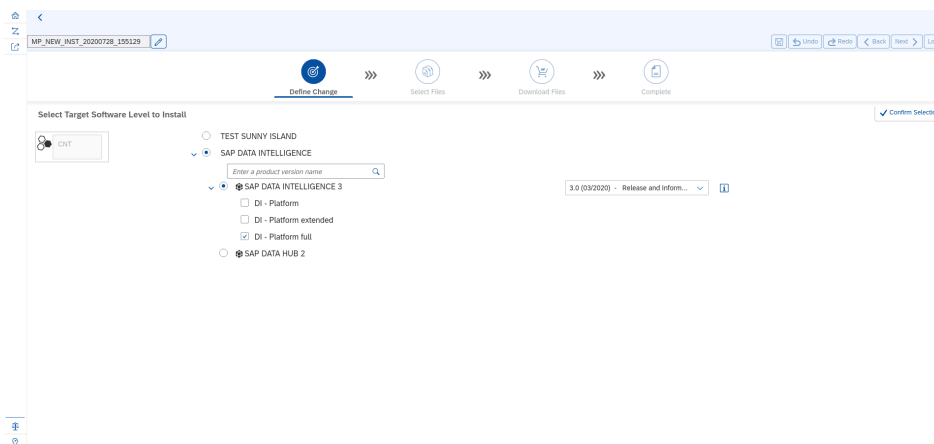 MP_NEW_INST_20200728_155129
Undo Redo Back Next
Define Change Select Files Download Files Complete
Select Target Software Level to Install
Confirm Selectio
CNT
TEST SUNNY ISLAND
SAP DATA INTELLIGENCE
Enter a product version name
SAP DATA INTELLIGENCE 3
3.0 (03/2020) - Release and Inform...
DI - Platform
DI - Platform extended
DI - Platform full
SAP DATA HUB 2